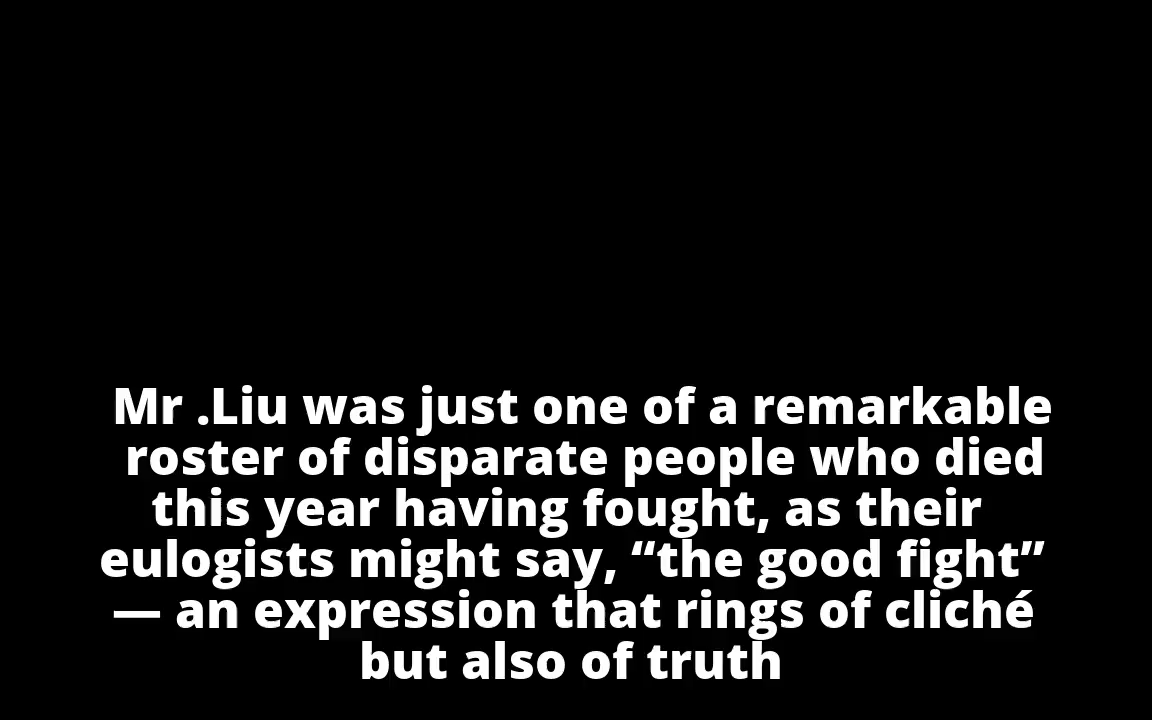 Mr .Liu was just one of a remarkable
roster of disparate people who died
this year having fought, as their
eulogists might say, “the good fight”
— an expression that rings of cliché
but also of truth